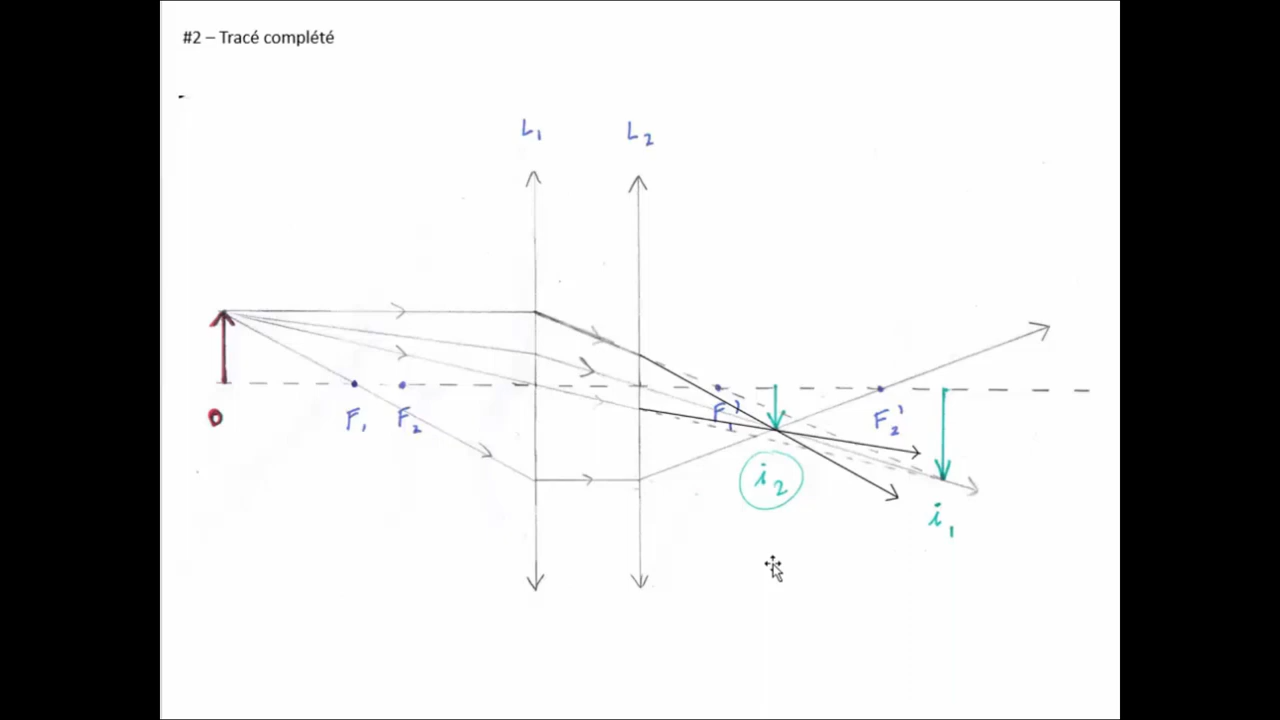 #2 – Tracé complété
L₁ L₂
O F₁ F₂ F₁' F₂'
i₂
i₁